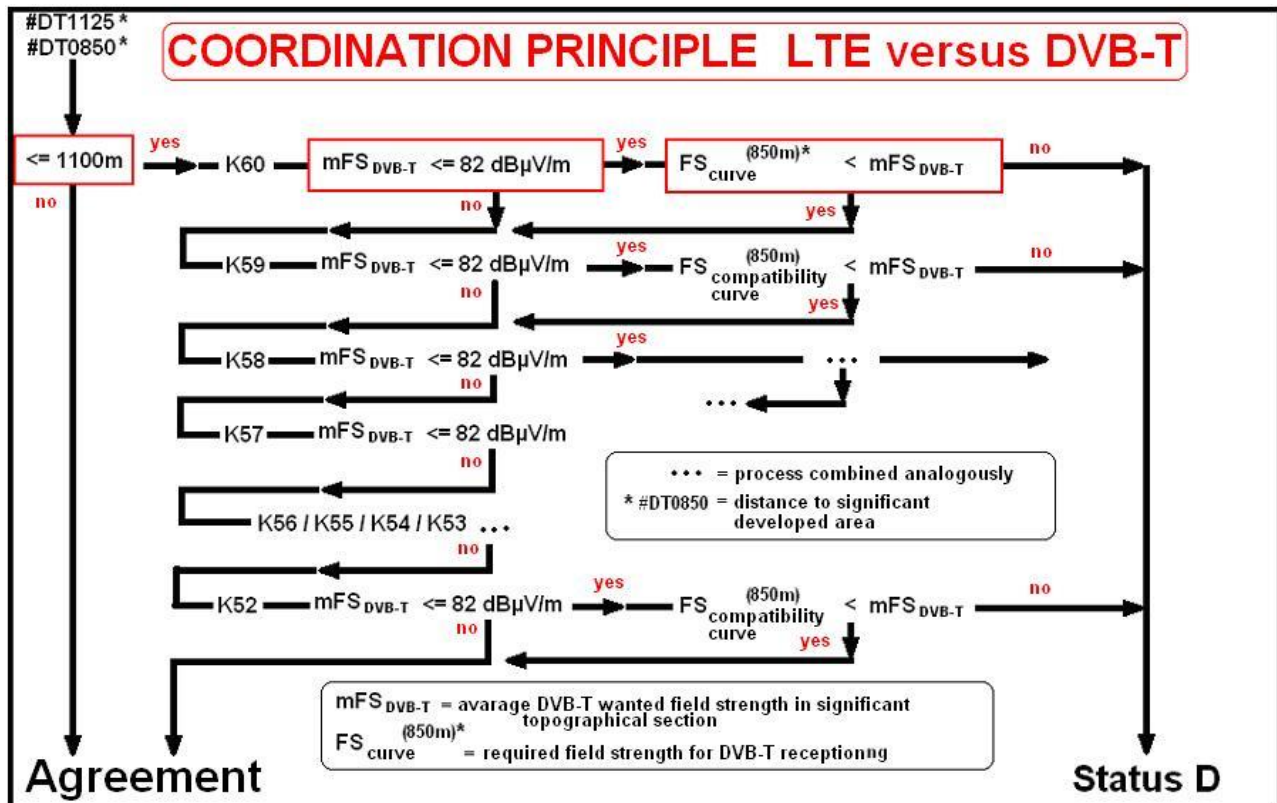 #DT1125*
#DT0850*
COORDINATION PRINCIPLE LTE versus DVB-T
<= 1100m
yes
K60
mFS DVB-T <= 82 dBµV/m
yes
FS curve (850m)* < mFS DVB-T
no
no
no
yes
K59
mFS DVB-T <= 82 dBµV/m
yes
FS (850m) compatibility curve < mFS DVB-T
no
no
yes
K58
mFS DVB-T <= 82 dBµV/m
yes
...
no
...
K57
mFS DVB-T <= 82 dBµV/m
no
... = process combined analogously
* #DT0850 = distance to significant
developed area
K56 / K55 / K54 / K53 ...
no
K52
mFS DVB-T <= 82 dBµV/m
yes
FS (850m) compatibility curve < mFS DVB-T
no
no
yes
mFS DVB-T = avarage DVB-T wanted field strength in significant
topographical section
FS curve (850m)* = required field strength for DVB-T receptionng
Agreement
Status D